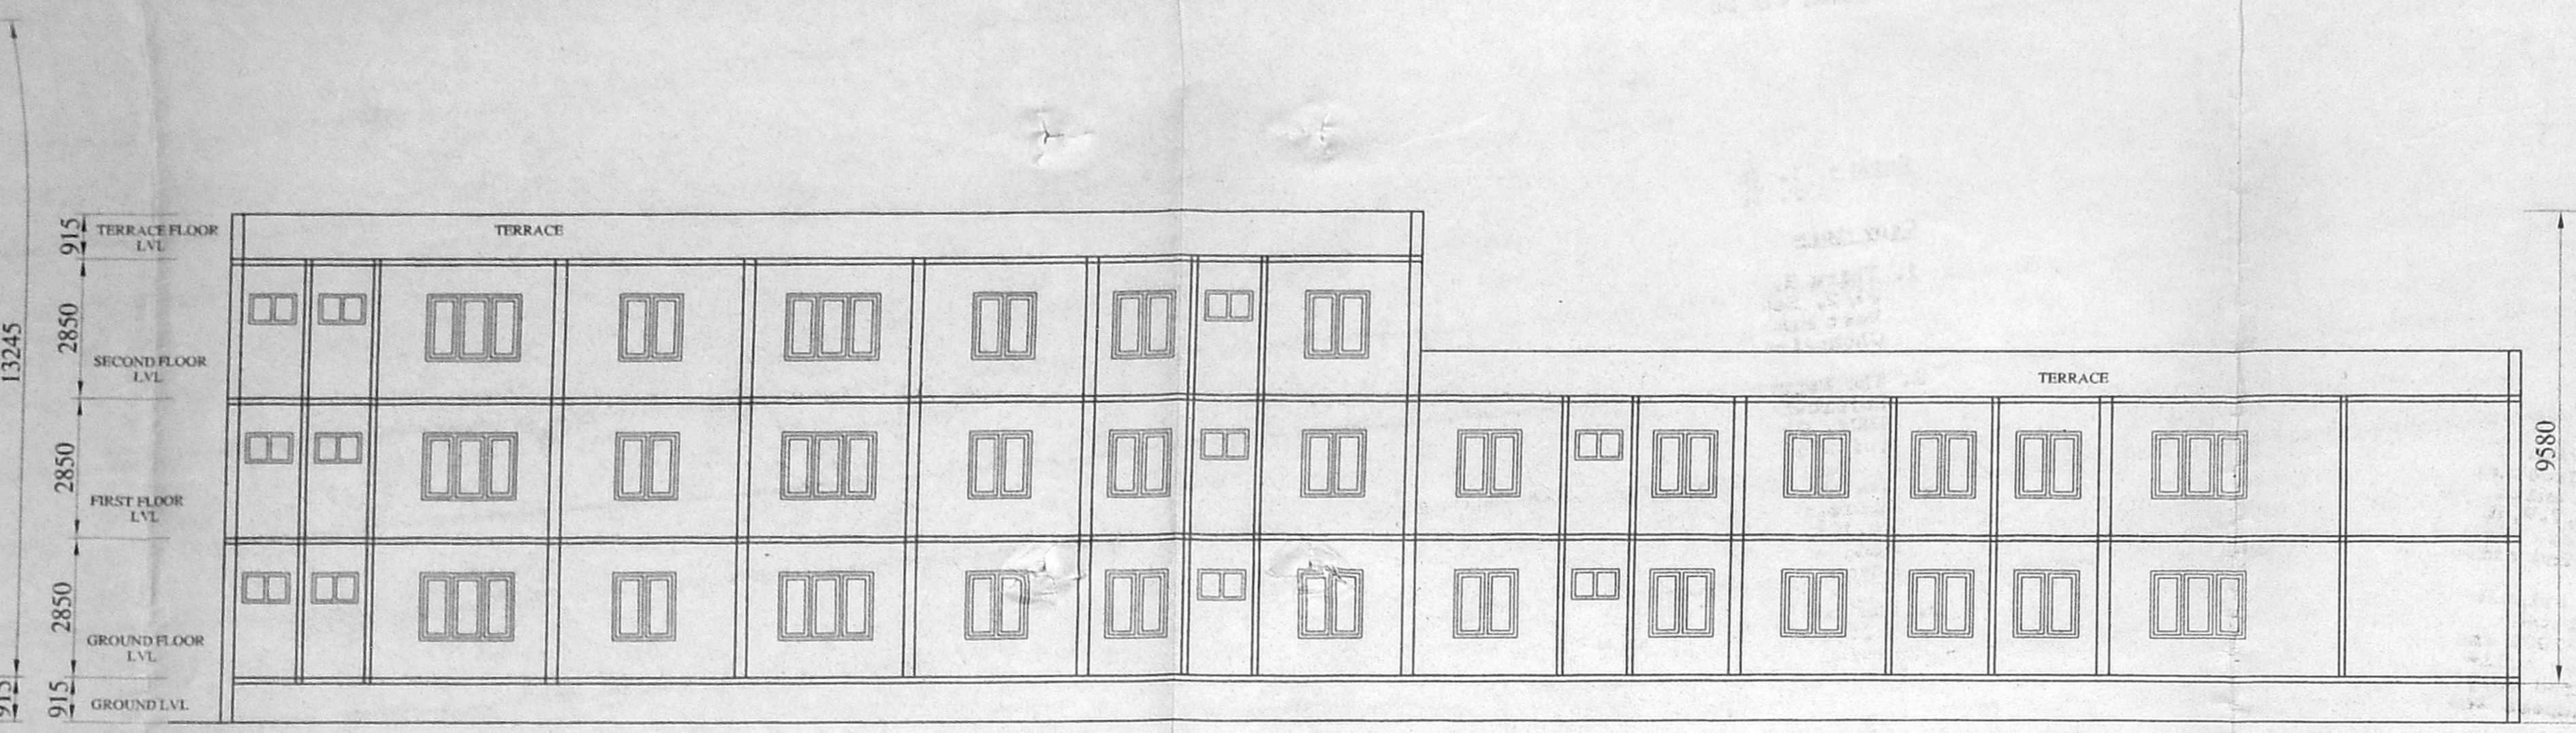 915
TERRACE FLOOR
LVL
TERRACE
2850
13245
SECOND FLOOR
LVL
TERRACE
2850
9580
FIRST FLOOR
LVL
2850
GROUND FLOOR
LVL
915
915
GROUND LVL